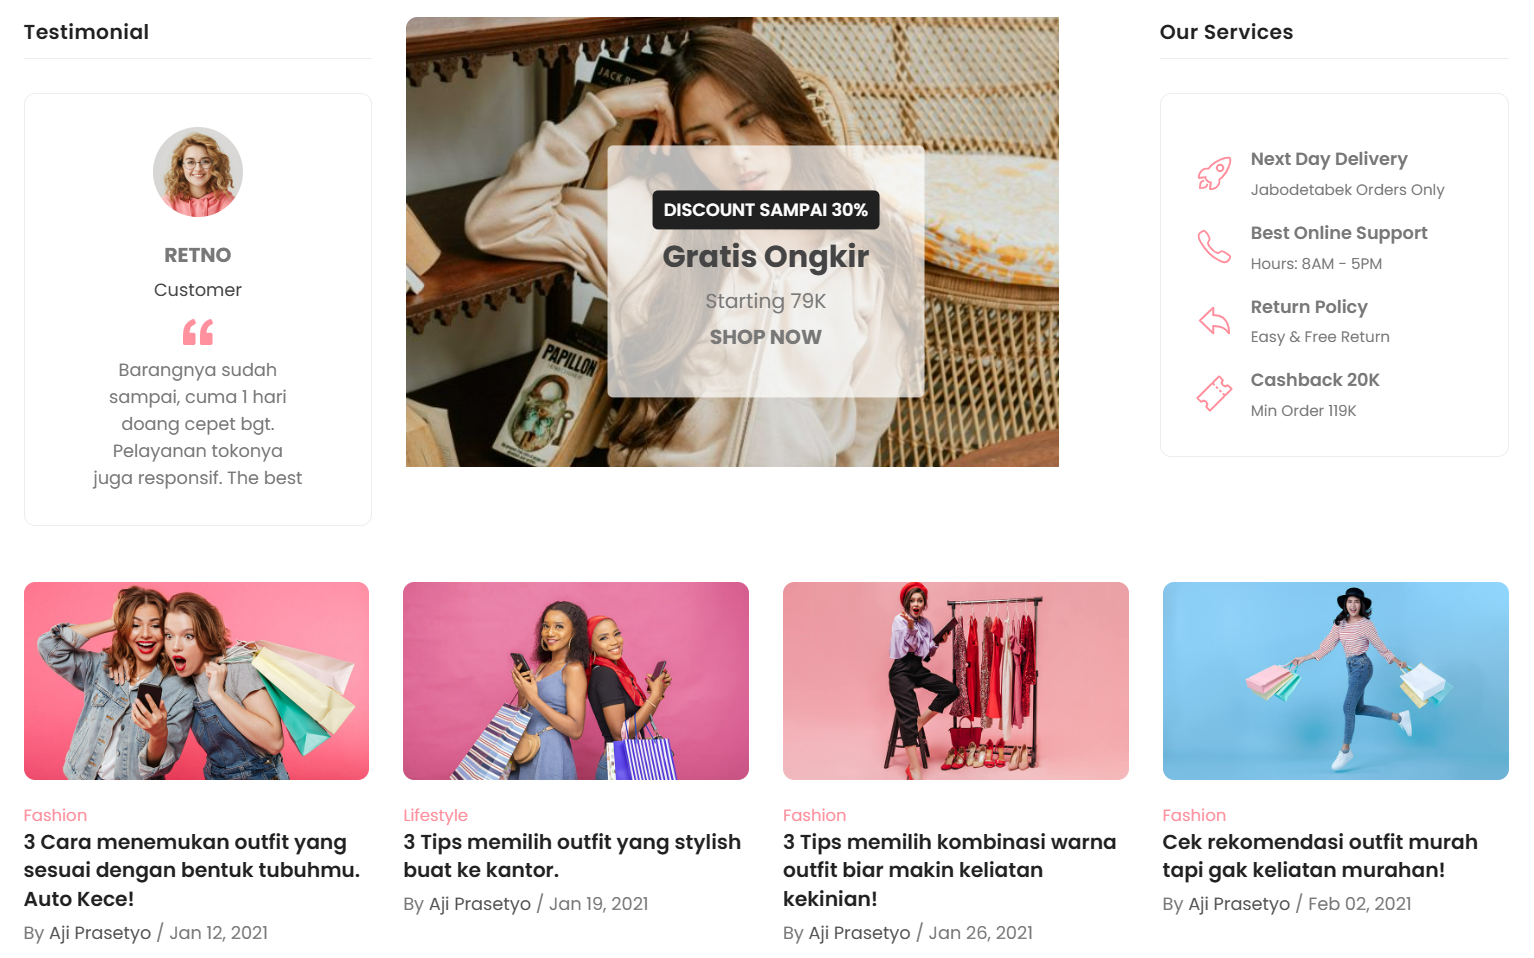 Testimonial
RETNO
Customer
Barangnya sudah
sampai, cuma 1 hari
doang cepet bgt.
Pelayanan tokonya
juga responsif. The best
PAPILLON
DISCOUNT SAMPAI 30%
Gratis Ongkir
Starting 79K
SHOP NOW
Our Services
Next Day Delivery
Jabodetabek Orders Only
Best Online Support
Hours: 8AM - 5PM
Return Policy
Easy & Free Return
Cashback 20K
Min Order 119K
Fashion
3 Cara menemukan outfit yang
sesuai dengan bentuk tubuhmu.
Auto Kece!
By Aji Prasetyo / Jan 12, 2021
Lifestyle
3 Tips memilih outfit yang stylish
buat ke kantor.
By Aji Prasetyo / Jan 19, 2021
Fashion
3 Tips memilih kombinasi warna
outfit biar makin keliatan
kekinian!
By Aji Prasetyo / Jan 26, 2021
Fashion
Cek rekomendasi outfit murah
tapi gak keliatan murahan!
By Aji Prasetyo / Feb 02, 2021